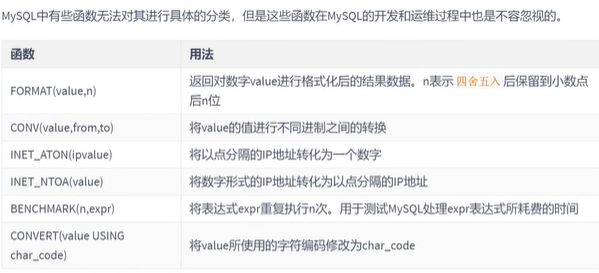 MySQL中有些函数无法对其进行具体的分类，但是这些函数在MySQL的开发和运维过程中也是不容忽视的。
函数 用法
FORMAT(value,n) 返回对数字value进行格式化后的结果数据。n表示 四舍五入 后保留到小数点
后n位
CONV(value,from,to) 将value的值进行不同进制之间的转换
INET_ATON(ipvalue) 将以点分隔的IP地址转化为一个数字
INET_NTOA(value) 将数字形式的IP地址转化为以点分隔的IP地址
BENCHMARK(n,expr) 将表达式expr重复执行n次。用于测试MySQL处理expr表达式所耗费的时间
CONVERT(value USING
char_code) 将value所使用的字符编码修改为char_code